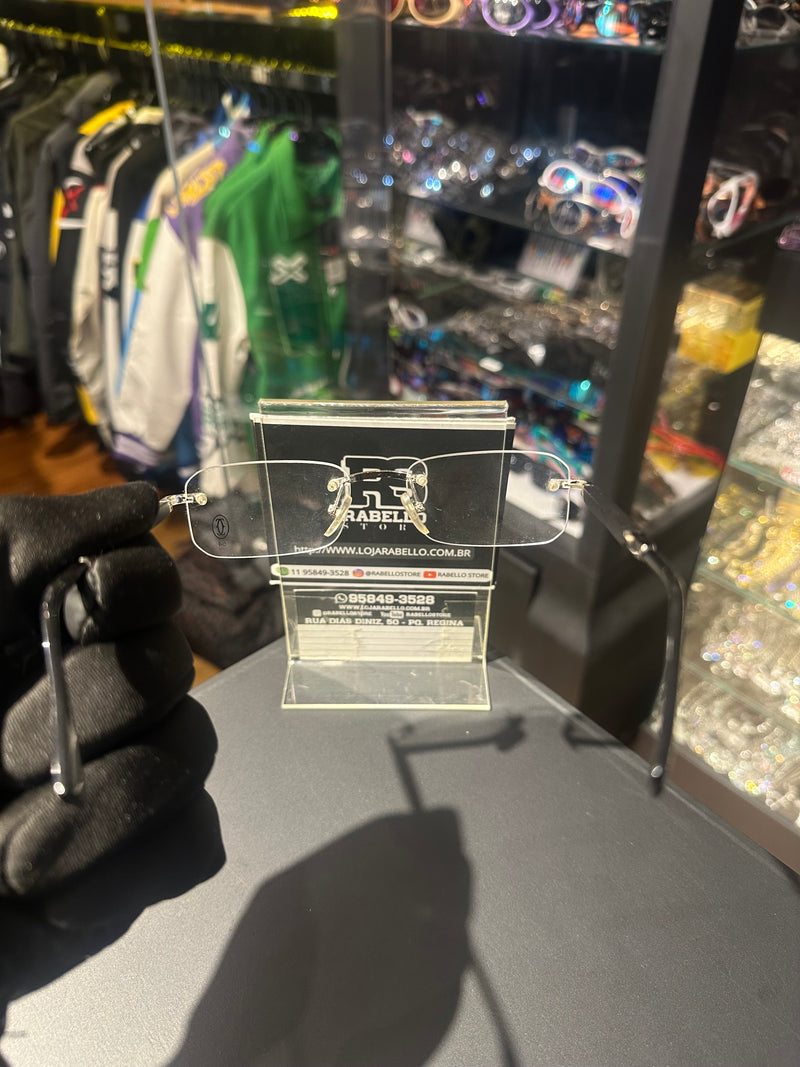 R
RABELLO
STORE
http://WWW.LOJARABELLO.COM.BR
11 95849-3528 @RABELLOSTORE RABELLO STORE
95849-3528
WWW.LOJARABELLO.COM.BR
@RABELLOSTORE YouTube RABELLOSTORE
RUA DIAS DINIZ, 50 - PQ. REGINA